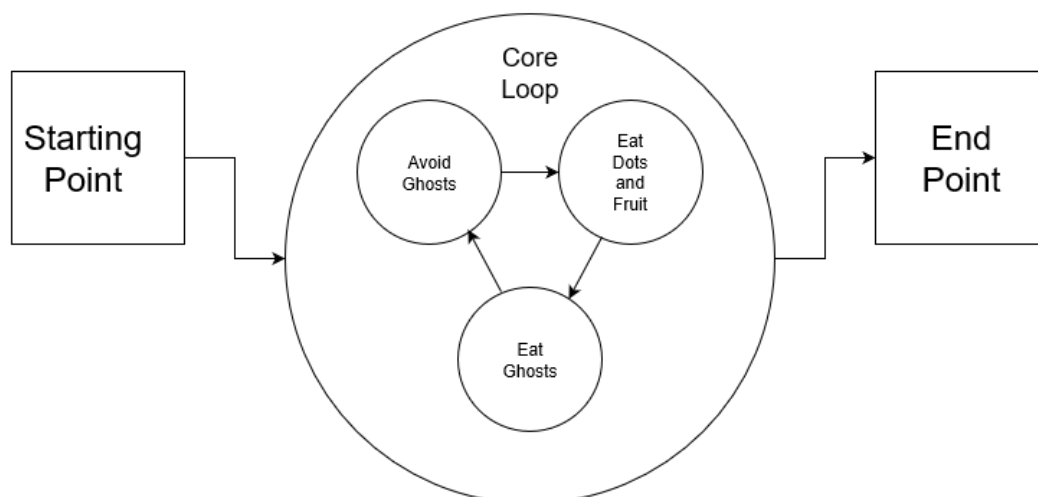 Starting
Point
Core
Loop
Avoid
Ghosts
Eat
Dots
and
Fruit
Eat
Ghosts
End
Point